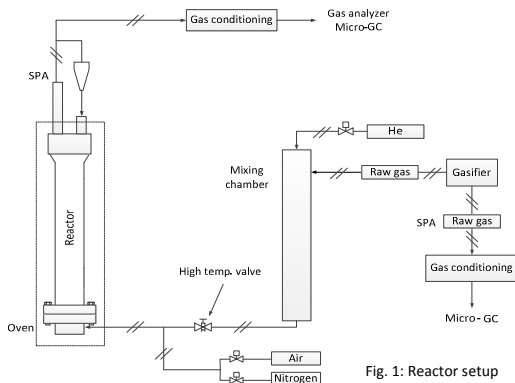 Gas conditioning
Gas analyzer
Micro-GC
SPA
He
Mixing
chamber
Raw gas
Gasifier
Reactor
SPA
Raw gas
High temp. valve
Gas conditioning
Oven
Micro-GC
Air
Nitrogen
Fig. 1: Reactor setup